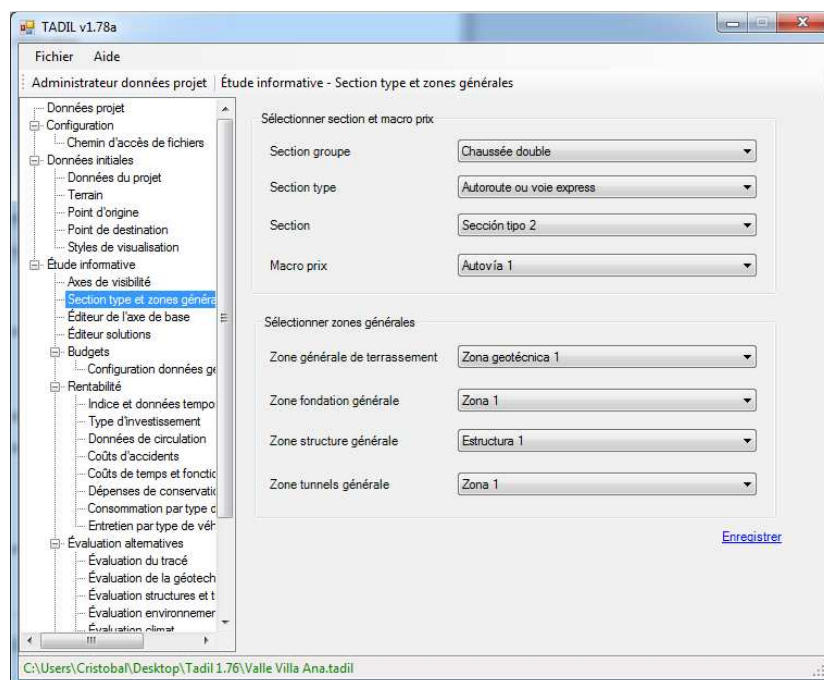 TADIL v1.78a
Fichier Aide
Administrateur données projet Étude informative - Section type et zones générales
Données projet
Configuration
Chemin d'accès de fichiers
Données initiales
Données du projet
Terrain
Point d'origine
Point de destination
Styles de visualisation
Étude informative
Axes de visibilité
Section type et zones généra
Éditeur de l'axe de base
Éditeur solutions
Budgets
Configuration données ge
Rentabilité
Indice et données tempo
Type d'investissement
Données de circulation
Coûts d'accidents
Coûts de temps et fonctio
Dépenses de conservatio
Consommation par type d
Entretien par type de véh
Évaluation alternatives
Évaluation du tracé
Évaluation de la géotech
Évaluation structures et t
Évaluation environnemer
Évaluation climat
Sélectionner section et macro prix
Section groupe Chaussée double
Section type Autoroute ou voie express
Section Sección tipo 2
Macro prix Autovía 1
Sélectionner zones générales
Zone générale de terrassement Zona geotécnica 1
Zone fondation générale Zona 1
Zone structure générale Estructura 1
Zone tunnels générale Zona 1
Enregistrer
C:\Users\Cristobal\Desktop\Tadil 1.76\Valle Villa Ana.tadil